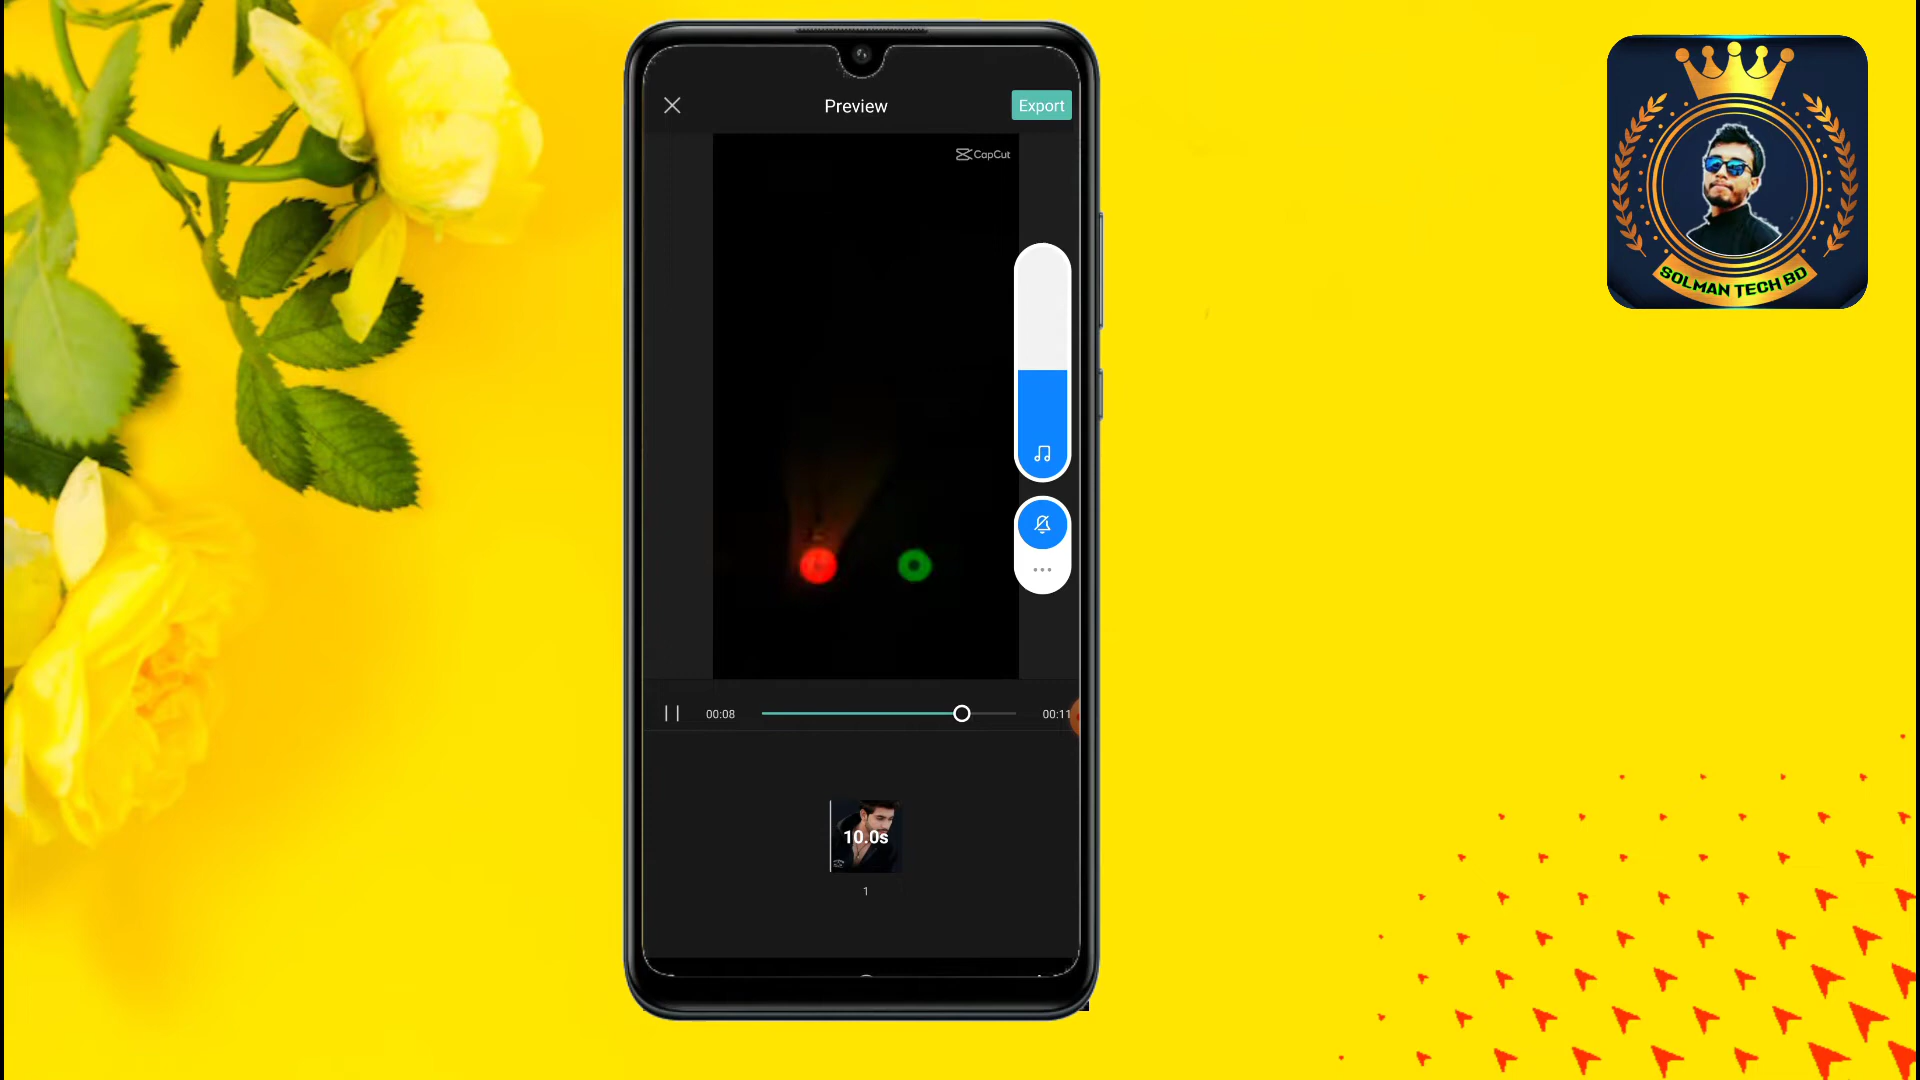 Preview
Export
CapCut
00:08
00:11
10.0s
1
SOLMAN TECH BD